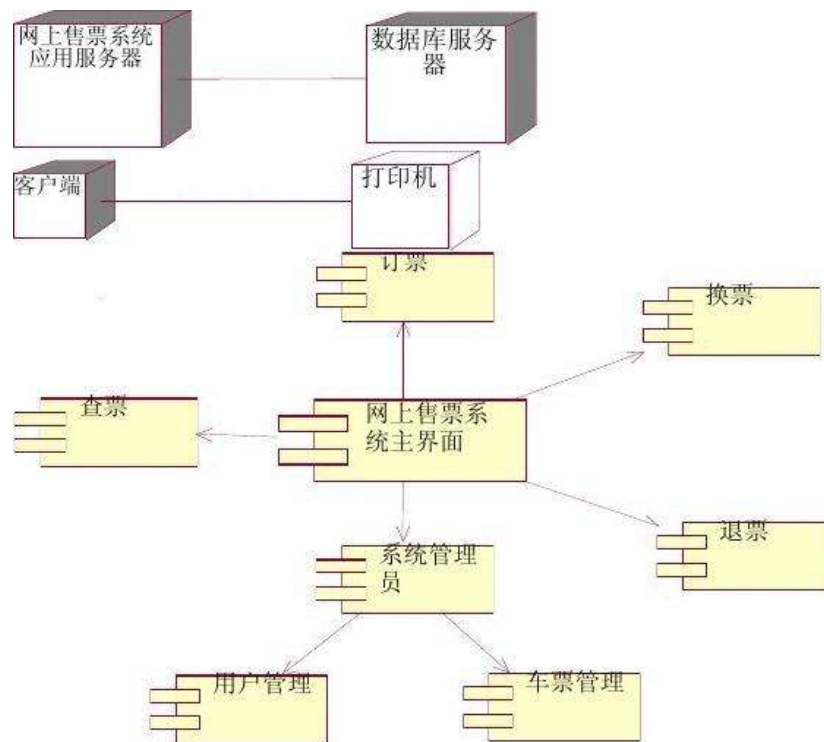 网上售票系统
应用服务器
数据库服务
器
客户端
打印机
订票
换票
查票
网上售票系
统主界面
退票
系统管理
员
用户管理
车票管理